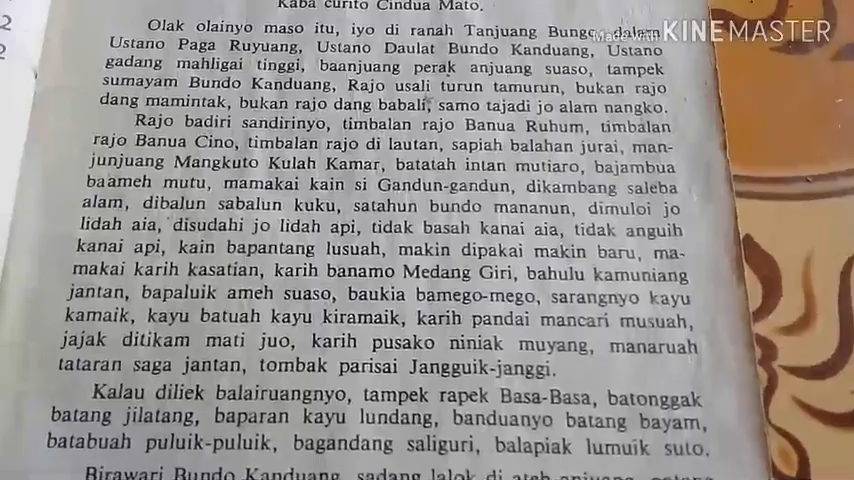 Kaba curito Cindua Mato.
Olak olainyo maso itu, iyo di ranah Tanjuang Bungo, dalam
Ustano Paga Ruyuang, Ustano Daulat Bundo Kanduang, Ustano
gadang mahligai tinggi, baanjuang perak anjuang suaso, tampek
sumayam Bundo Kanduang, Rajo usali turun tamurun, bukan rajo
dang mamintak, bukan rajo dang babali, samo tajadi jo alam nangko.
Rajo badiri sandirinyo, timbalan rajo Banua Ruhum, timbalan
rajo Banua Cino, timbalan rajo di lautan, sapiah balahan jurai, man-
junjuang Mangkuto Kulah Kamar, batatah intan mutiaro, bajambua
baameh mutu, mamakai kain si Gandun-gandun, dikambang saleba
alam, dibalun sabalun kuku, satahun bundo mananun, dimuloi jo
lidah aia, disudahi jo lidah api, tidak basah kanai aia, tidak anguih
kanai api, kain bapantang lusuah, makin dipakai makin baru, ma-
makai karih kasatian, karih banamo Medang Giri, bahulu kamuniang
jantan, bapaluik ameh suaso, baukia bamego-mego, sarangnyo kayu
kamaik, kayu batuah kayu kiramaik, karih pandai mancari musuah,
jajak ditikam mati juo, karih pusako niniak muyang, manaruah
tataran saga jantan, tombak parisai Jangguik-janggi.
Kalau diliek balairuangnyo, tampek rapek Basa-Basa, batonggak
batang jilatang, baparan kayu lundang, banduanyo batang bayam,
batabuah puluik-puluik, bagandang saliguri, balapiak lumuik suto.
Birawari Bundo Kanduang, sadang lalok di ateh anjuang
Made with KINEMASTER
2
2